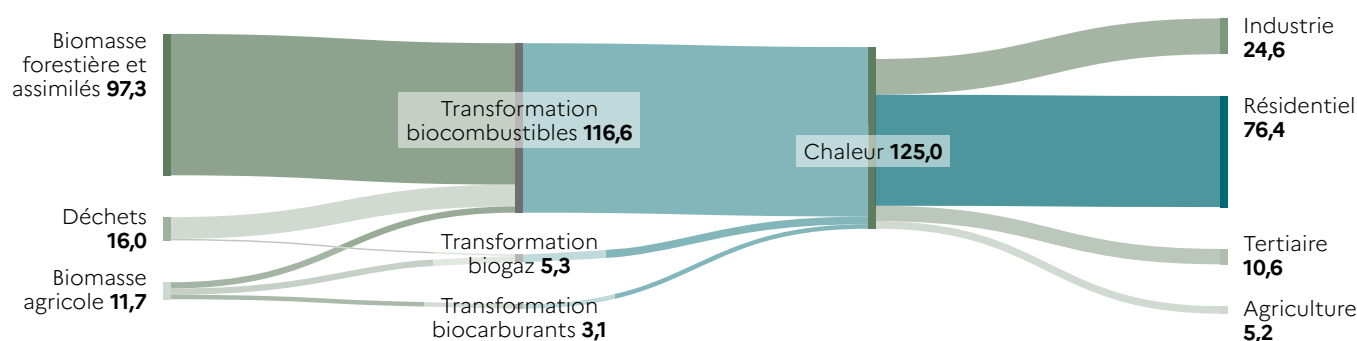 Biomasse
forestière et
assimilés 97,3
Déchets
16,0
Biomasse
agricole 11,7
Transformation
biocombustibles 116,6
Transformation
biogaz 5,3
Transformation
biocarburants 3,1
Chaleur 125,0
Industrie
24,6
Résidentiel
76,4
Tertiaire
10,6
Agriculture
5,2